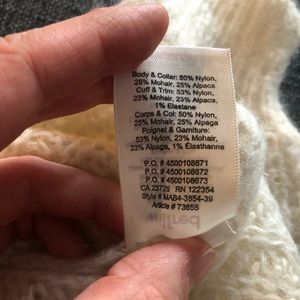 Body & Collar: 50% Nylon,
25% Mohair, 25% Alpaca
Cuff & Trim: 53% Nylon,
23% Mohair, 23% Alpaca,
1% Elastane
Corps & Col: 50% Nylon,
25% Mohair, 25% Alpaga
Poignet & Garniture:
53% Nylon, 23% Mohair,
23% Alpaga, 1% Élasthanne
P.O. # 4500108671
P.O. # 4500108672
P.O. # 4500108673
CA 23725 RN 122354
Style # MAB4-3854-39
Article # 73655
wilfred